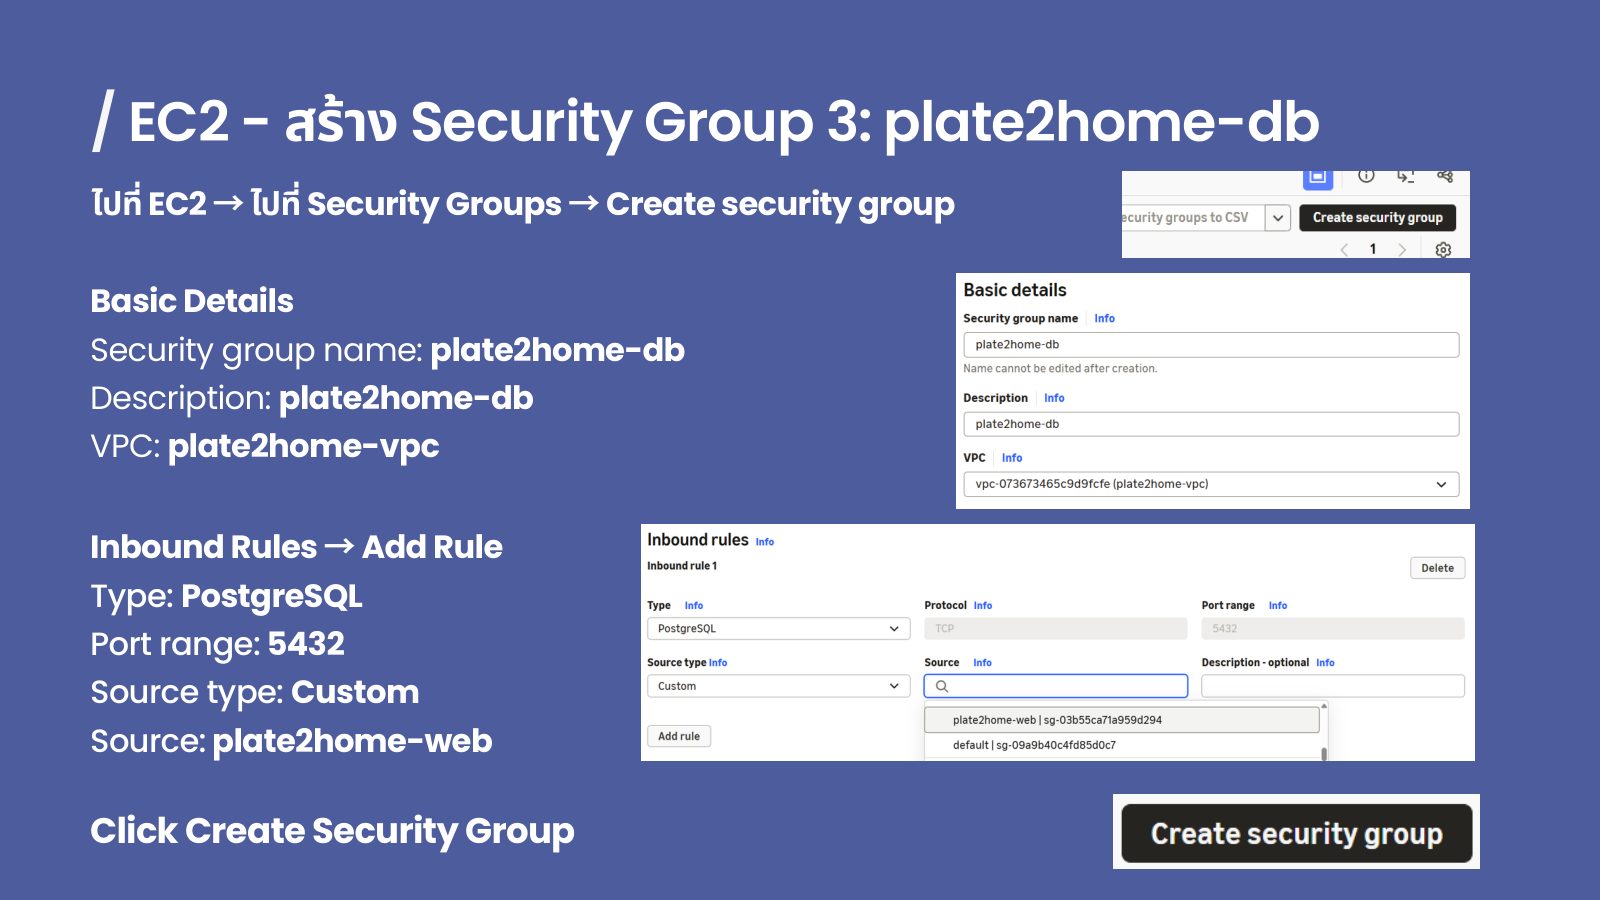 / EC2 - สร้าง Security Group 3: plate2home-db
ไปที่ EC2 → ไปที่ Security Groups → Create security group
ecurity groups to CSV
Create security group
1
Basic Details
Security group name: plate2home-db
Description: plate2home-db
VPC: plate2home-vpc
Basic details
Security group name Info
plate2home-db
Name cannot be edited after creation.
Description Info
plate2home-db
VPC Info
vpc-073673465c9d9fcfe (plate2home-vpc)
Inbound Rules → Add Rule
Type: PostgreSQL
Port range: 5432
Source type: Custom
Source: plate2home-web
Inbound rules Info
Inbound rule 1
Delete
Type Info
Protocol Info
Port range Info
PostgreSQL
TCP
5432
Source type Info
Source Info
Description - optional Info
Custom
plate2home-web | sg-03b55ca71a959d294
default | sg-09a9b40c4fd85d0c7
Add rule
Click Create Security Group
Create security group